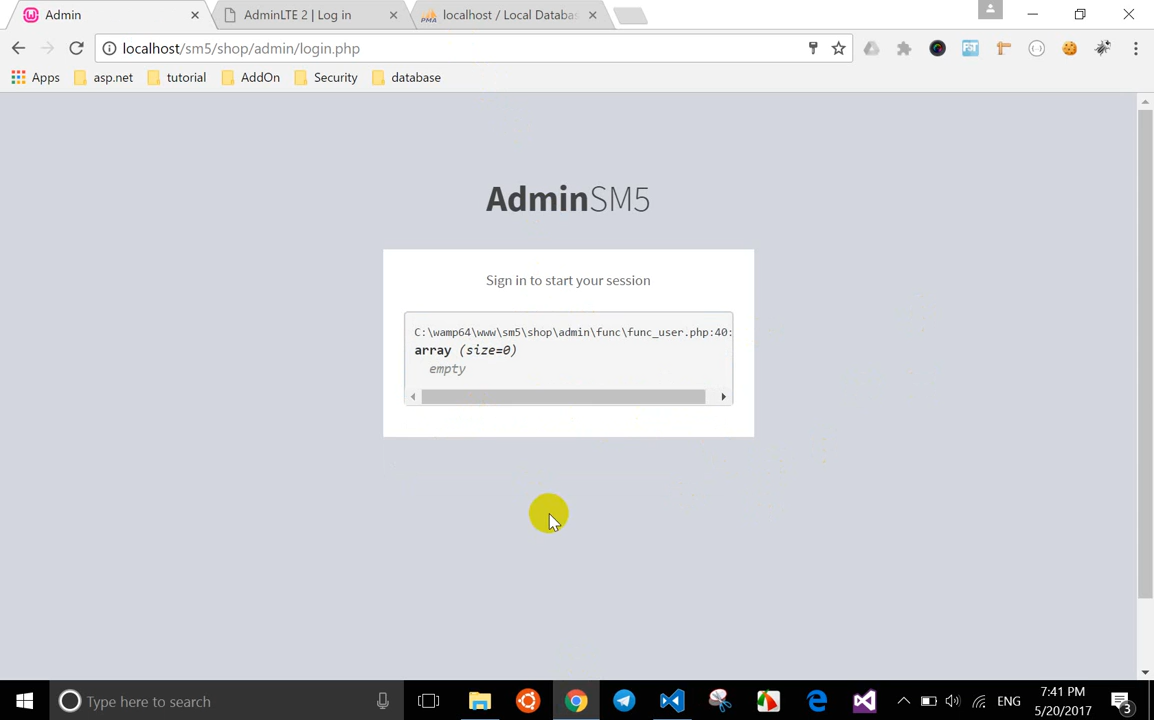 Admin
AdminLTE 2 | Log in
localhost / Local Databas
localhost/sm5/shop/admin/login.php
Apps
asp.net
tutorial
AddOn
Security
database
AdminSM5
Sign in to start your session
C:\wamp64\www\sm5\shop\admin\func\func_user.php:40:
array (size=0)
empty
Type here to search
ENG
7:41 PM
5/20/2017
3